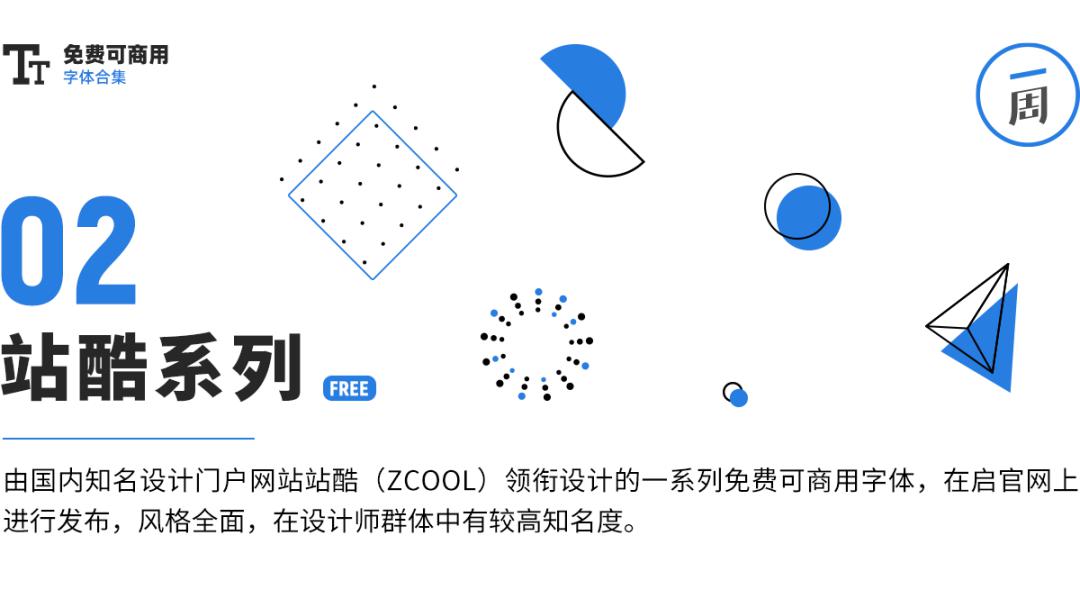 TT
免费可商用
字体合集
一周
02
站酷系列
FREE
由国内知名设计门户网站站酷（ZCOOL）领衔设计的一系列免费可商用字体，在启官网上
进行发布，风格全面，在设计师群体中有较高知名度。